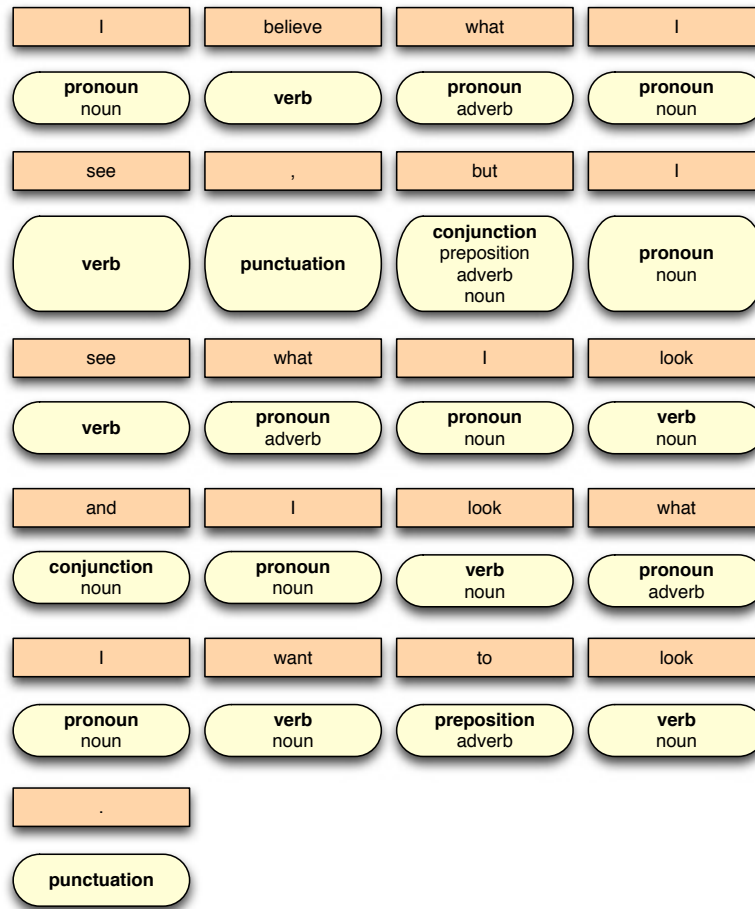 I believe what I
pronoun verb pronoun pronoun
noun adverb noun
see , but I
verb punctuation conjunction pronoun
preposition noun
adverb
noun
see what I look
verb pronoun pronoun verb
adverb noun noun
and I look what
conjunction pronoun verb pronoun
noun noun noun adverb
I want to look
pronoun verb preposition verb
noun noun adverb noun
.
punctuation